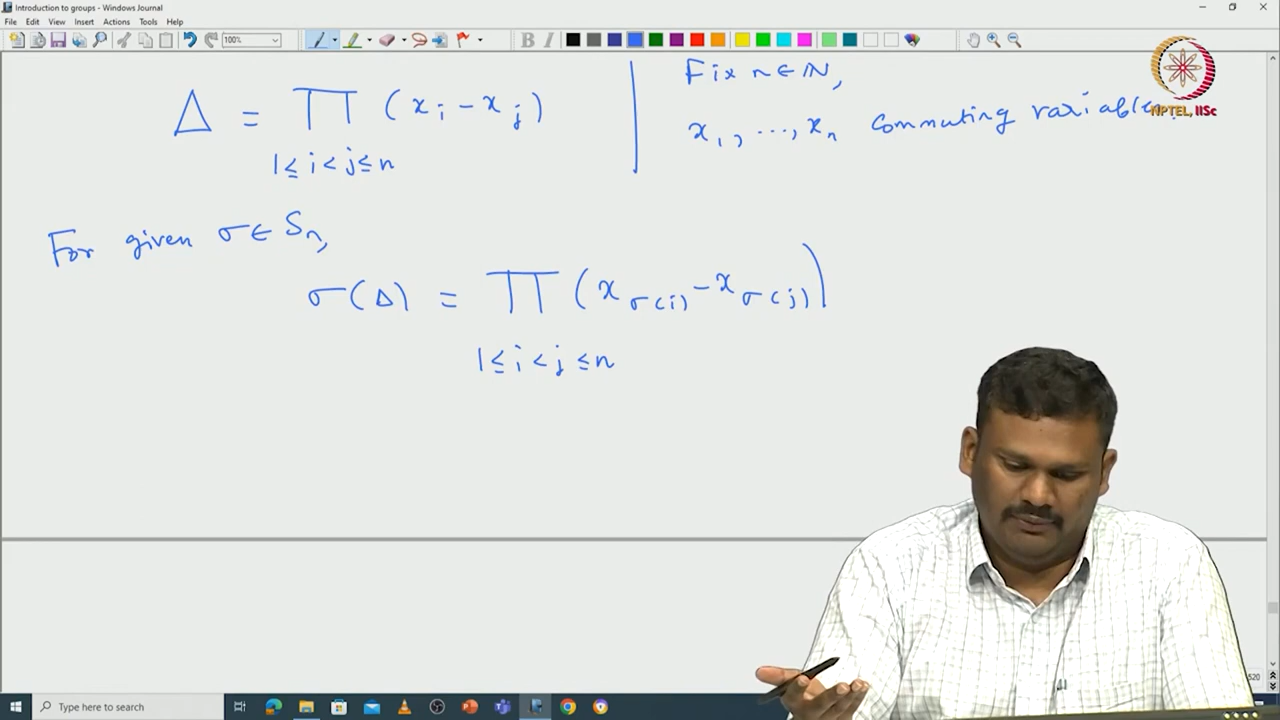 Introduction to groups - Windows Journal
File Edit View Insert Actions Tools Help
100%
Fix n ∈ ℕ,
Δ = ∏ (x_i - x_j)
x_1, ..., x_n commuting variables.
1 ≤ i < j ≤ n
NPTEL, IISc
For given σ ∈ S_n,
σ(Δ) = ∏ (x_σ(i) - x_σ(j))
1 ≤ i < j ≤ n
Type here to search